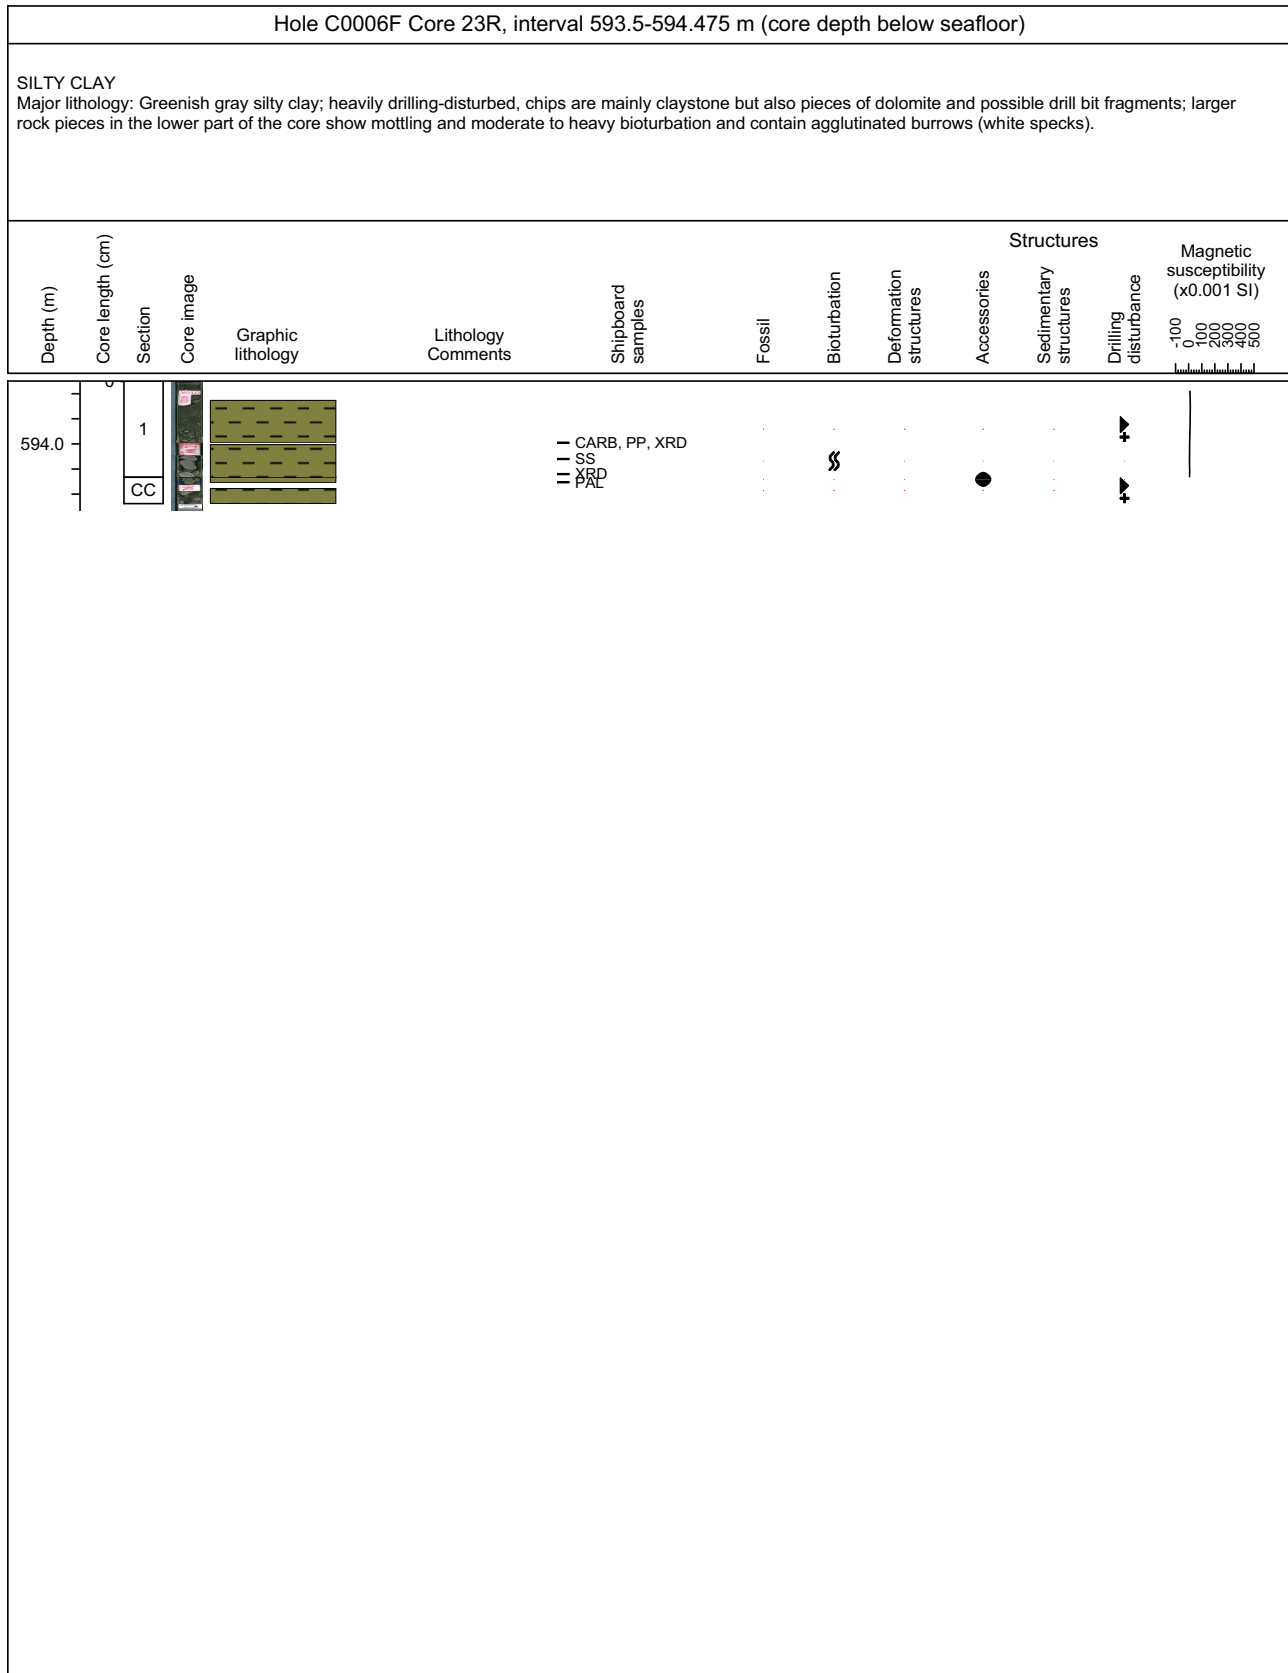 Hole C0006F Core 23R, interval 593.5-594.475 m (core depth below seafloor)
SILTY CLAY
Major lithology: Greenish gray silty clay; heavily drilling-disturbed, chips are mainly claystone but also pieces of dolomite and possible drill bit fragments; larger
rock pieces in the lower part of the core show mottling and moderate to heavy bioturbation and contain agglutinated burrows (white specks).
Depth (m)
Core length (cm)
Section
Core image
Graphic
lithology
Lithology
Comments
Shipboard
samples
Fossil
Bioturbation
Deformation
structures
Structures
Accessories
Sedimentary
structures
Drilling
disturbance
Magnetic
susceptibility
(x0.001 SI)
-100
0
100
200
300
400
500
594.0
1
CC
CARB, PP, XRD
SS
XRD
PAL